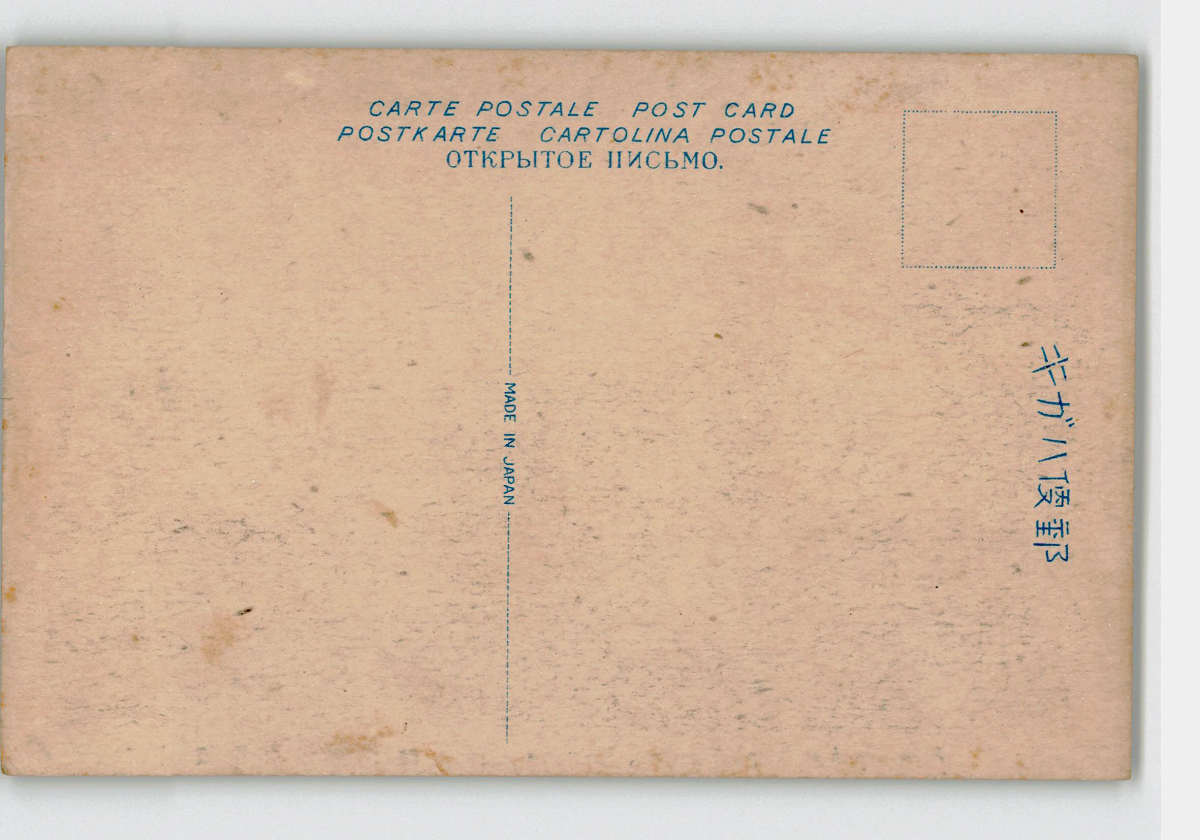 CARTE POSTALE POST CARD
POSTKARTE CARTOLINA POSTALE
ОТКРЫТОЕ ПИСЬМО.
MADE IN JAPAN
郵便ハガキ